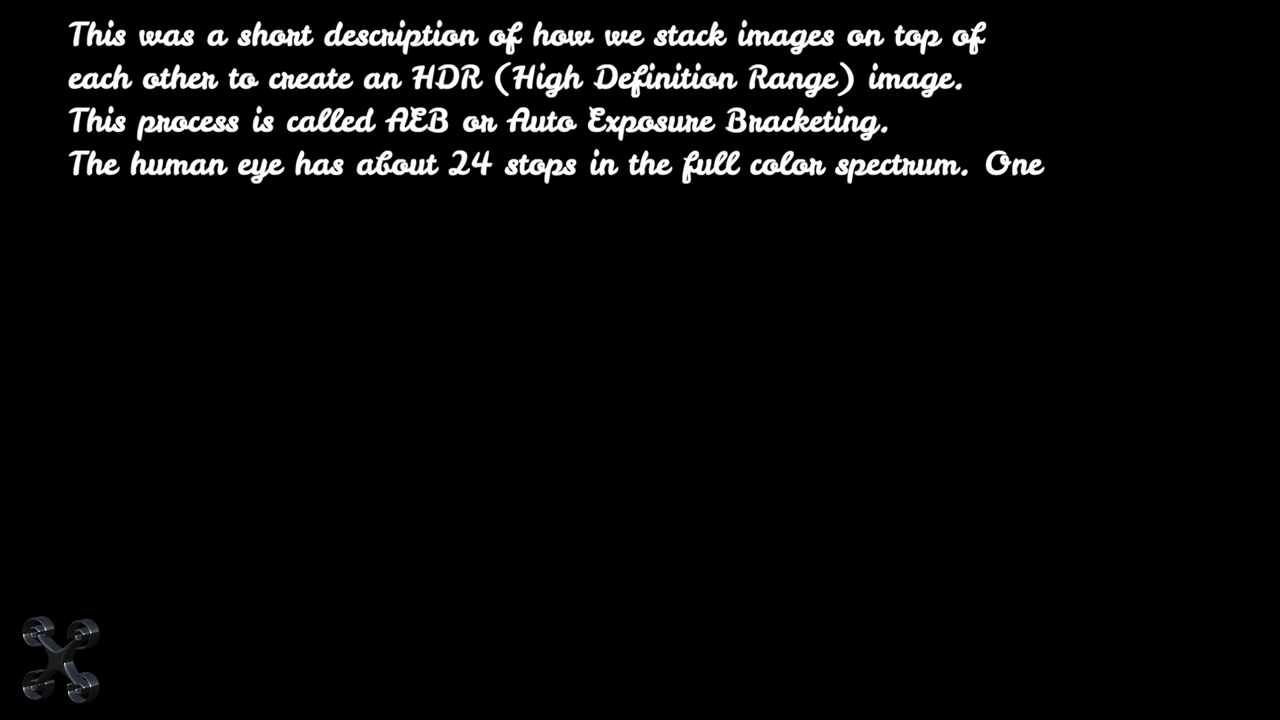 This was a short description of how we stack images on top of
each other to create an HDR (High Definition Range) image.
This process is called AEB or Auto Exposure Bracketing.
The human eye has about 24 stops in the full color spectrum. One